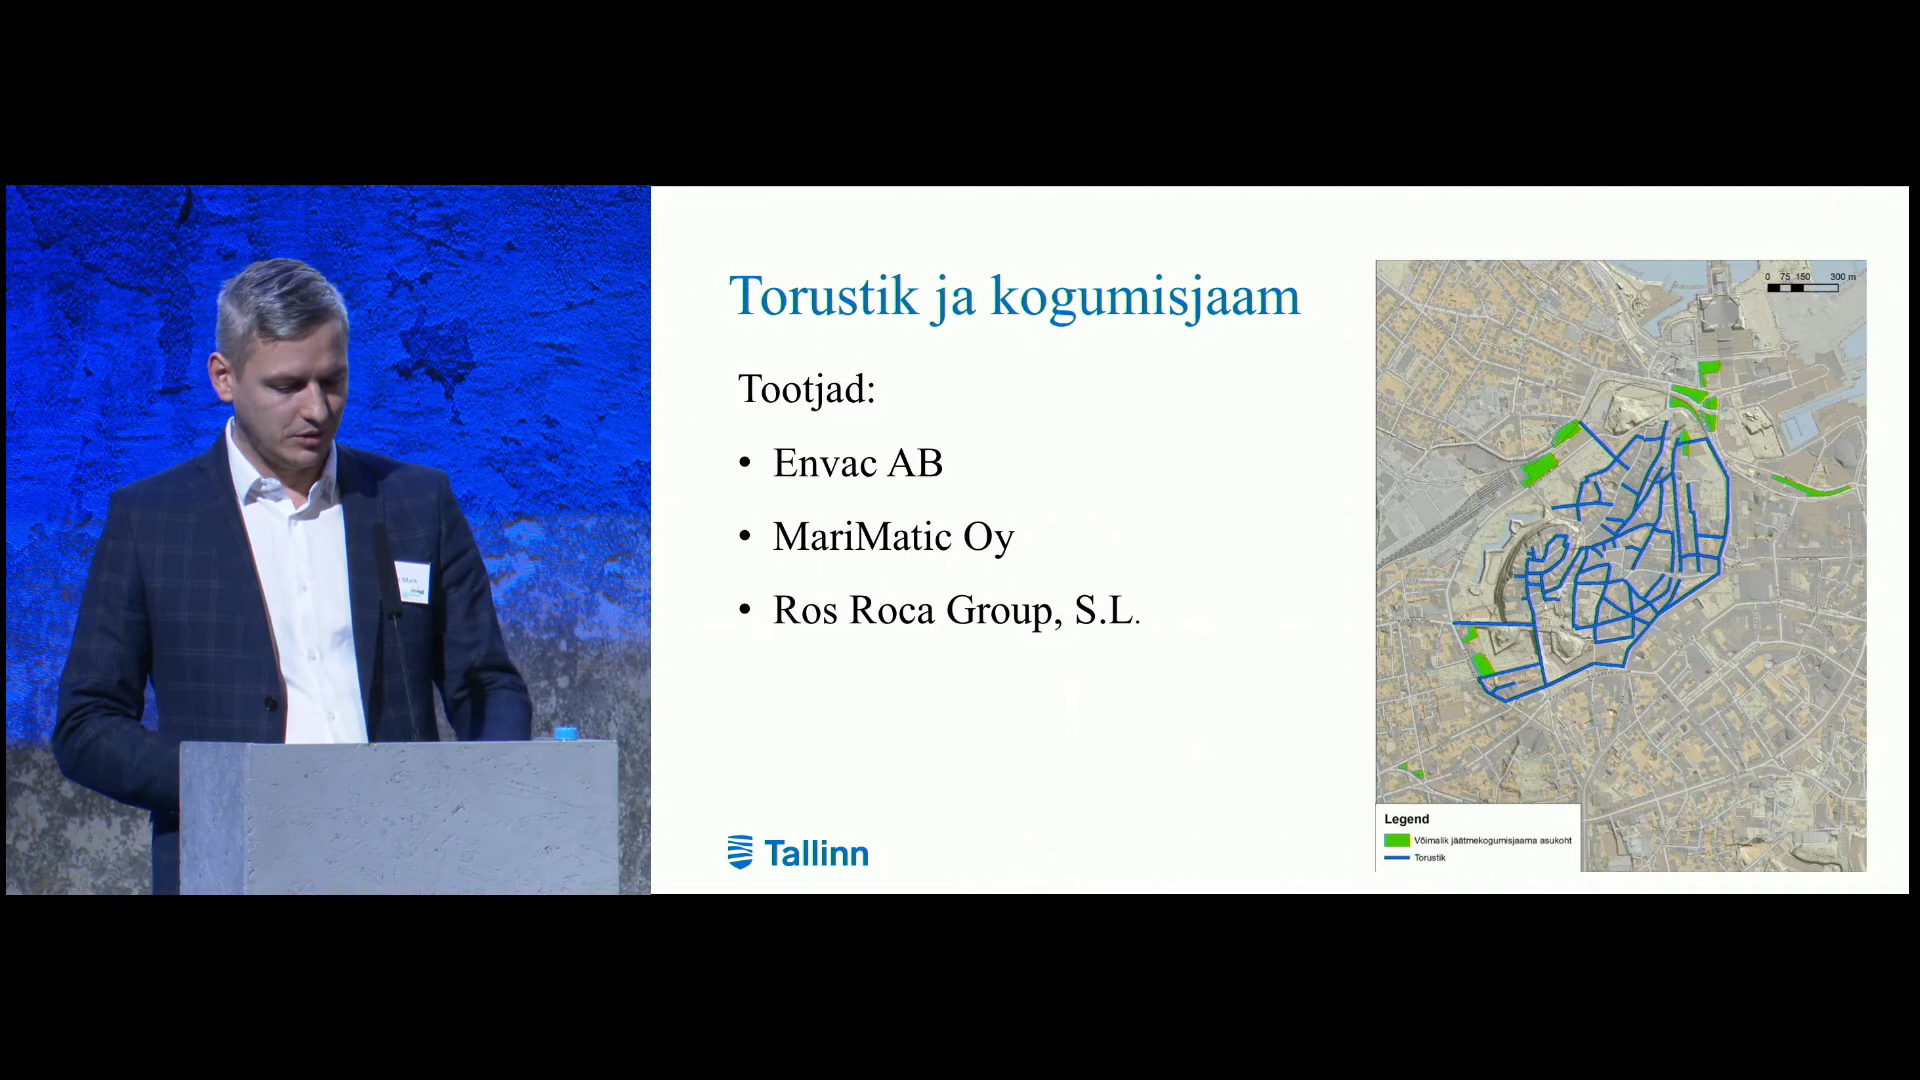 Torustik ja kogumisjaam
Tootjad:
• Envac AB
• MariMatic Oy
• Ros Roca Group, S.L.
Tallinn
0 75 150 300 m
Legend
Võimalik jäätmekogumisjaama asukoht
Torustik